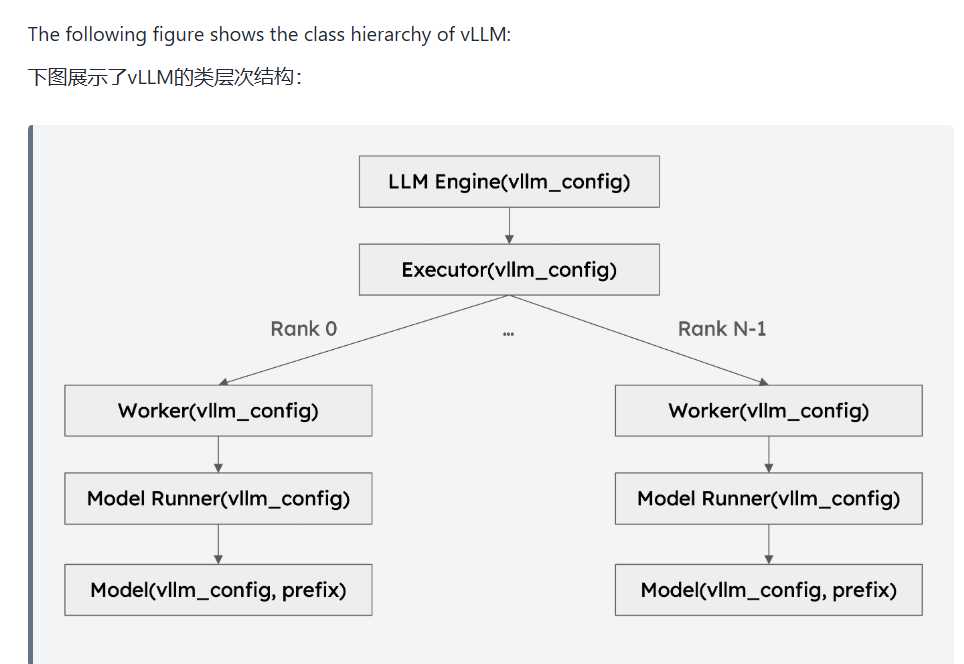 The following figure shows the class hierarchy of vLLM:
下图展示了vLLM的类层次结构：
LLM Engine(vllm_config)
Executor(vllm_config)
Rank 0
...
Rank N-1
Worker(vllm_config)
Worker(vllm_config)
Model Runner(vllm_config)
Model Runner(vllm_config)
Model(vllm_config, prefix)
Model(vllm_config, prefix)